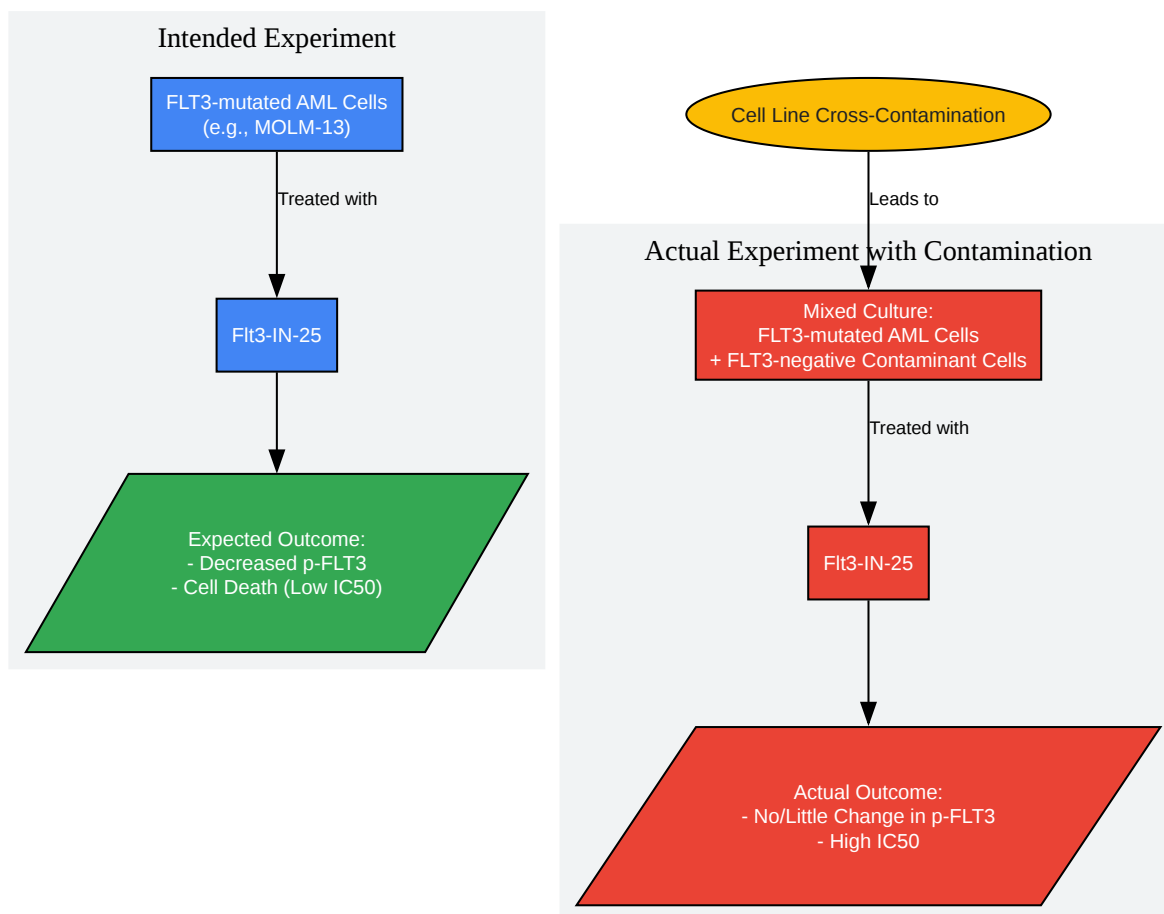 Intended Experiment
FLT3-mutated AML Cells
(e.g., MOLM-13)
Treated with
Flt3-IN-25
Expected Outcome:
- Decreased p-FLT3
- Cell Death (Low IC50)
Cell Line Cross-Contamination
Leads to
Actual Experiment with Contamination
Mixed Culture:
FLT3-mutated AML Cells
+ FLT3-negative Contaminant Cells
Treated with
Flt3-IN-25
Actual Outcome:
- No/Little Change in p-FLT3
- High IC50